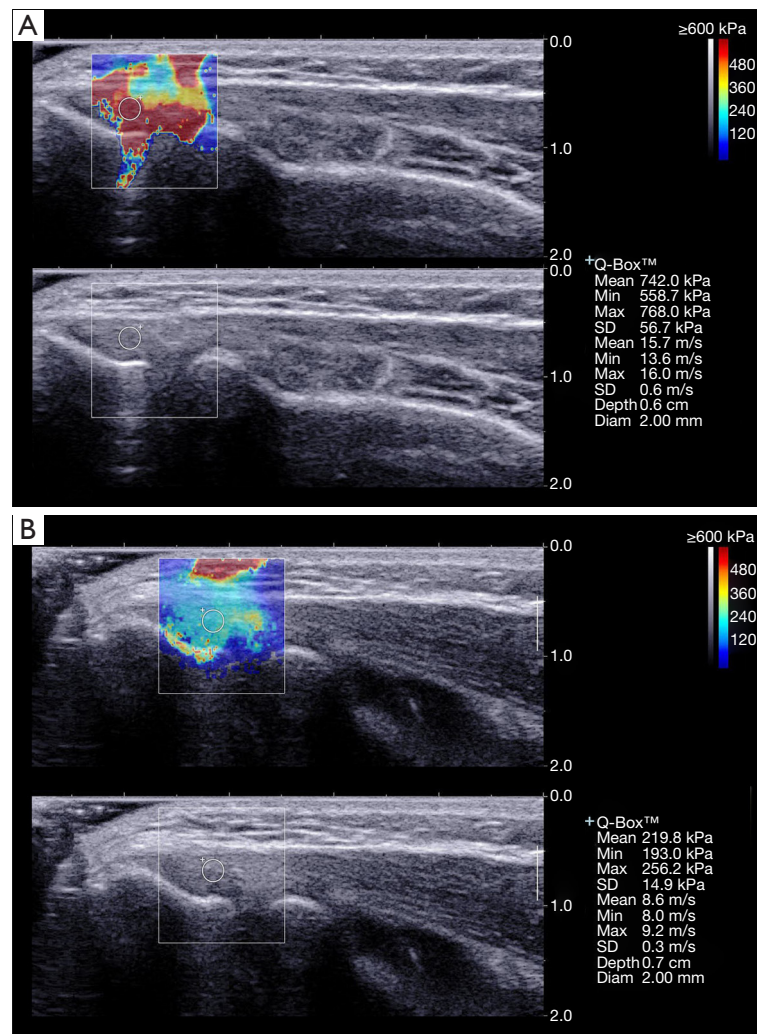 A
≥600 kPa
480
360
240
120
0.0
1.0
2.0
0.0
1.0
2.0
+Q-Box™
Mean 742.0 kPa
Min 558.7 kPa
Max 768.0 kPa
SD 56.7 kPa
Mean 15.7 m/s
Min 13.6 m/s
Max 16.0 m/s
SD 0.6 m/s
Depth 0.6 cm
Diam 2.00 mm
B
≥600 kPa
480
360
240
120
0.0
1.0
2.0
0.0
1.0
2.0
+Q-Box™
Mean 219.8 kPa
Min 193.0 kPa
Max 256.2 kPa
SD 14.9 kPa
Mean 8.6 m/s
Min 8.0 m/s
Max 9.2 m/s
SD 0.3 m/s
Depth 0.7 cm
Diam 2.00 mm